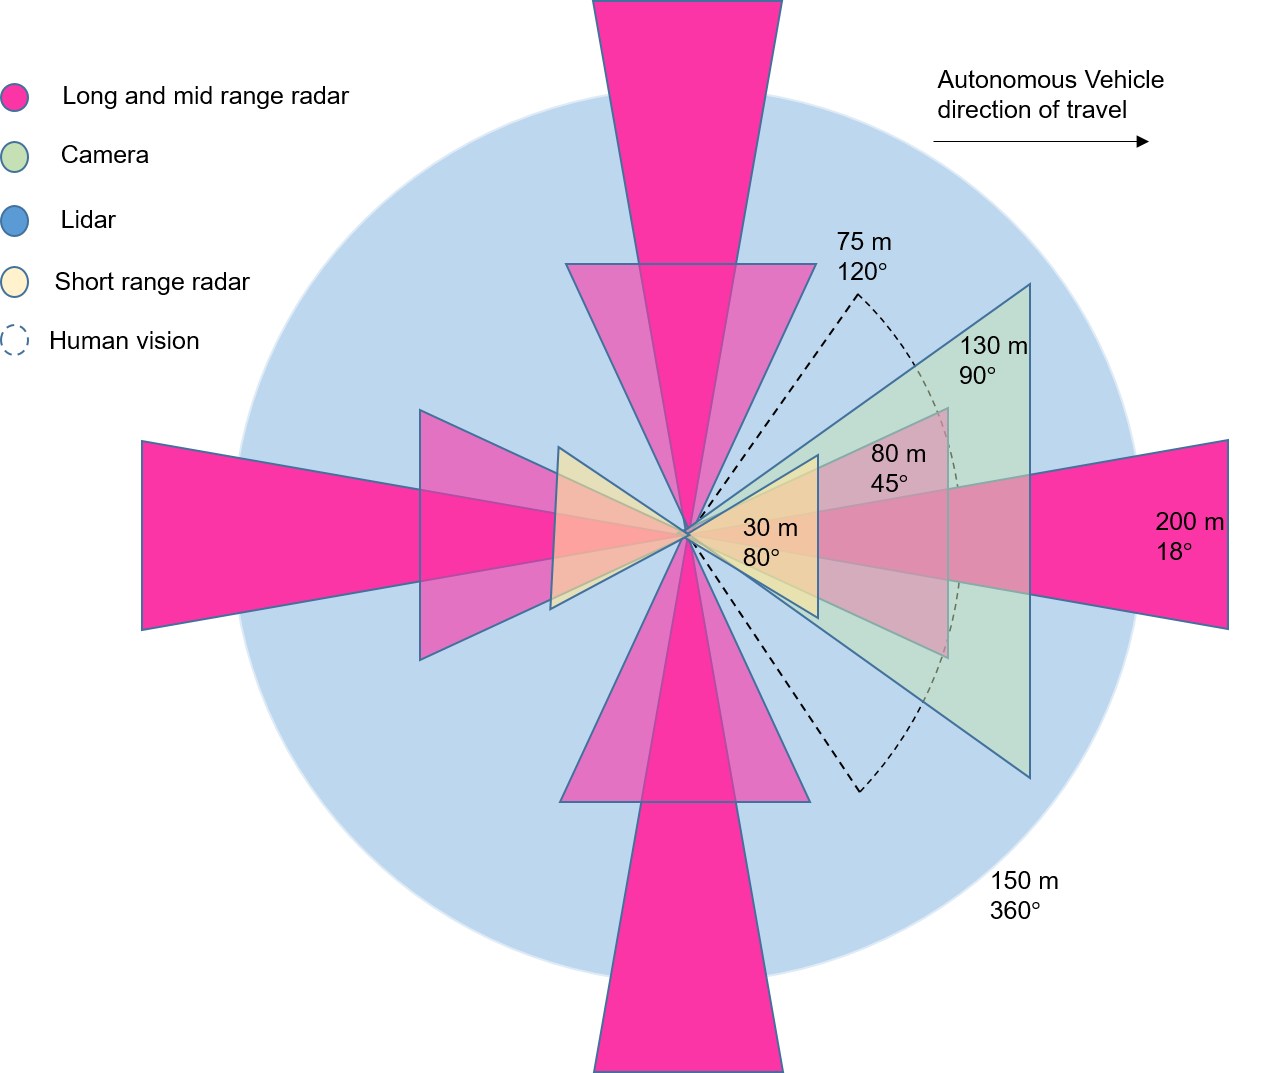 Long and mid range radar
Camera
Lidar
Short range radar
Human vision
Autonomous Vehicle
direction of travel
75 m
120°
130 m
90°
80 m
45°
30 m
80°
200 m
18°
150 m
360°